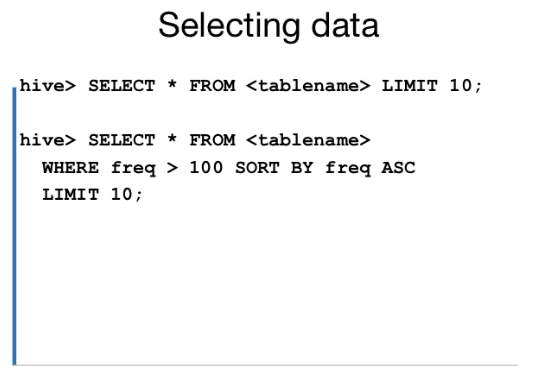 Selecting data
hive> SELECT * FROM <tablename> LIMIT 10;
hive> SELECT * FROM <tablename>
WHERE freq > 100 SORT BY freq ASC
LIMIT 10;